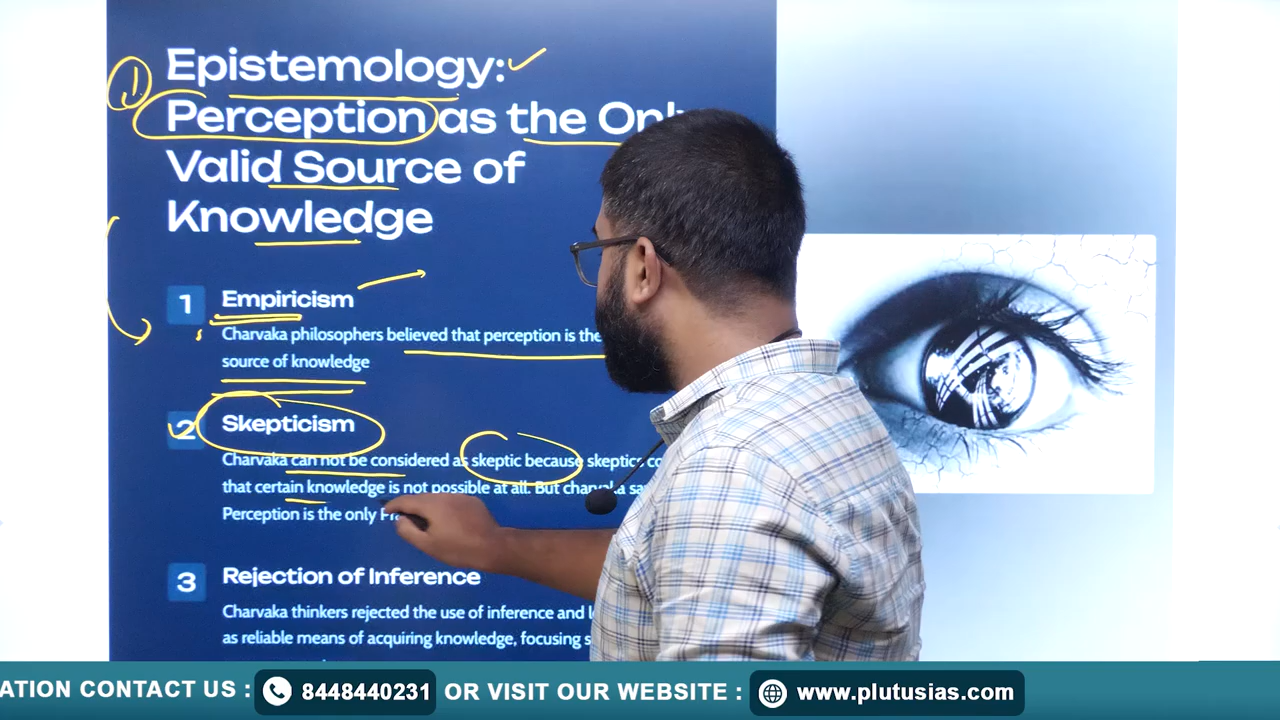 Epistemology:
Perception as the Only
Valid Source of
Knowledge
1
Empiricism
Charvaka philosophers believed that perception is the
source of knowledge
2
Skepticism
Charvaka can not be considered as skeptic because skeptics
that certain knowledge is not possible at all. But charvaka
Perception is the only
3
Rejection of Inference
Charvaka thinkers rejected the use of inference and
as reliable means of acquiring knowledge, focusing
ATION CONTACT US : 8448440231 OR VISIT OUR WEBSITE : www.plutusias.com